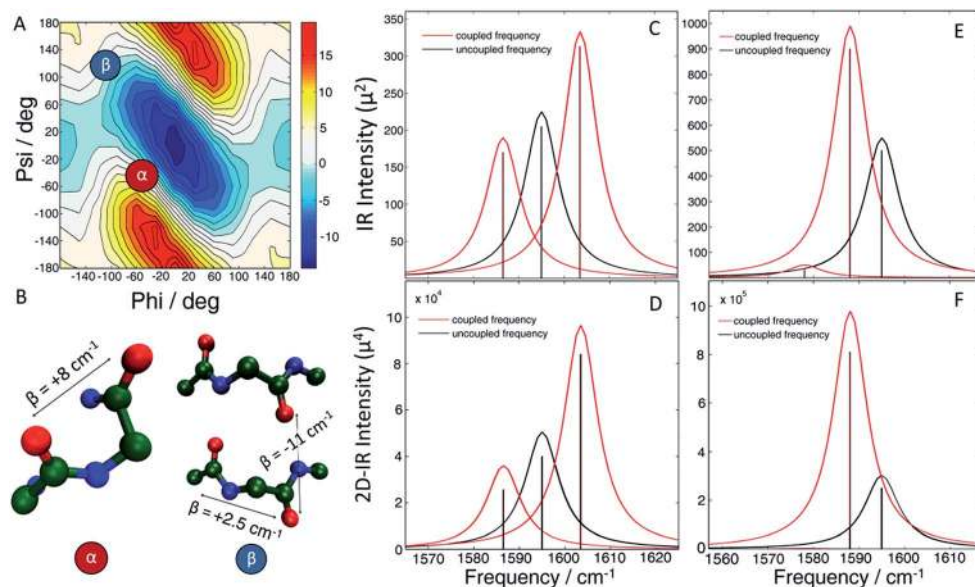 A
180
140
100
60
20
-20
-60
-100
-140
-180
Psi / deg
β
α
-140 -100 -60 -20 20 60 100 140 180
Phi / deg
15
10
5
0
-5
-10
B
β = +8 cm⁻¹
β = -11 cm⁻¹
β = +2.5 cm⁻¹
α
β
C
coupled frequency
uncoupled frequency
350
300
250
200
150
100
50
IR Intensity (μ²)
D
x 10⁴
coupled frequency
uncoupled frequency
10
8
6
4
2
0
2D-IR Intensity (μ⁴)
1570 1580 1590 1600 1610 1620
Frequency / cm⁻¹
E
coupled frequency
uncoupled frequency
1000
900
800
700
600
500
400
300
200
100
F
x 10⁵
coupled frequency
uncoupled frequency
10
8
6
4
2
0
1560 1570 1580 1590 1600 161
Frequency / cm⁻¹